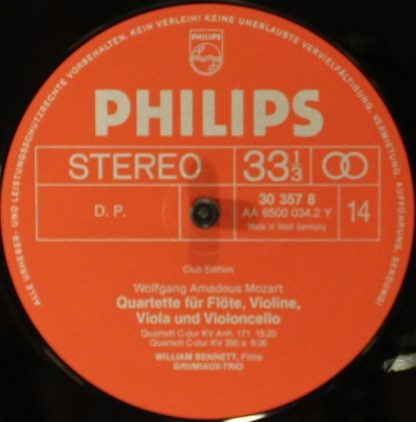 ALLE URHEBER- UND LEISTUNGSSCHUTZRECHTE VORBEHALTEN. KEIN VERLEIH! KEINE UNERLAUBTE VERVIELFÄLTIGUNG, VERMIETUNG, AUFFÜHRUNG, SENDUNG!
PHILIPS
PHILIPS
STEREO
33 1/3
D. P.
30 357 8
AA 6500 034.2 Y
Made in West Germany
14
Club Edition
Wolfgang Amadeus Mozart
Quartette für Flöte, Violine,
Viola und Violoncello
Quartett C-dur KV Anh. 171 15:20
Quartett C-dur KV 285 a 6:36
WILLIAM BENNETT, Flöte
GRUMIAUX-TRIO